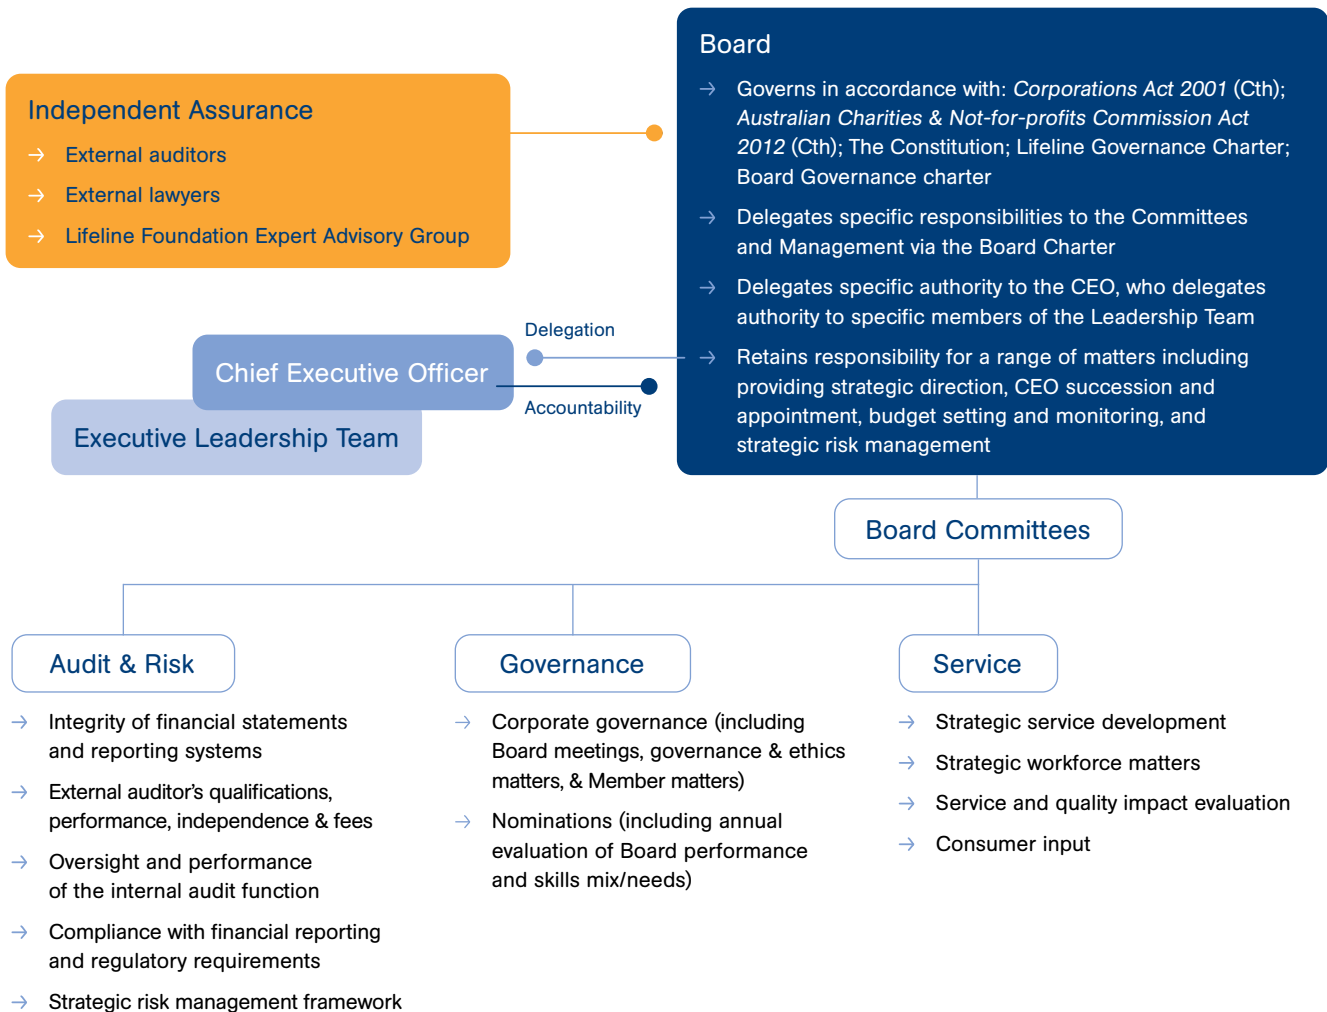 Independent Assurance
→ External auditors
→ External lawyers
→ Lifeline Foundation Expert Advisory Group
Board
→ Governs in accordance with: Corporations Act 2001 (Cth);
Australian Charities & Not-for-profits Commission Act
2012 (Cth); The Constitution; Lifeline Governance Charter;
Board Governance charter
→ Delegates specific responsibilities to the Committees
and Management via the Board Charter
→ Delegates specific authority to the CEO, who delegates
authority to specific members of the Leadership Team
→ Retains responsibility for a range of matters including
providing strategic direction, CEO succession and
appointment, budget setting and monitoring, and
strategic risk management
Delegation
Chief Executive Officer
Accountability
Executive Leadership Team
Board Committees
Audit & Risk
→ Integrity of financial statements
and reporting systems
→ External auditor's qualifications,
performance, independence & fees
→ Oversight and performance
of the internal audit function
→ Compliance with financial reporting
and regulatory requirements
→ Strategic risk management framework
Governance
→ Corporate governance (including
Board meetings, governance & ethics
matters, & Member matters)
→ Nominations (including annual
evaluation of Board performance
and skills mix/needs)
Service
→ Strategic service development
→ Strategic workforce matters
→ Service and quality impact evaluation
→ Consumer input